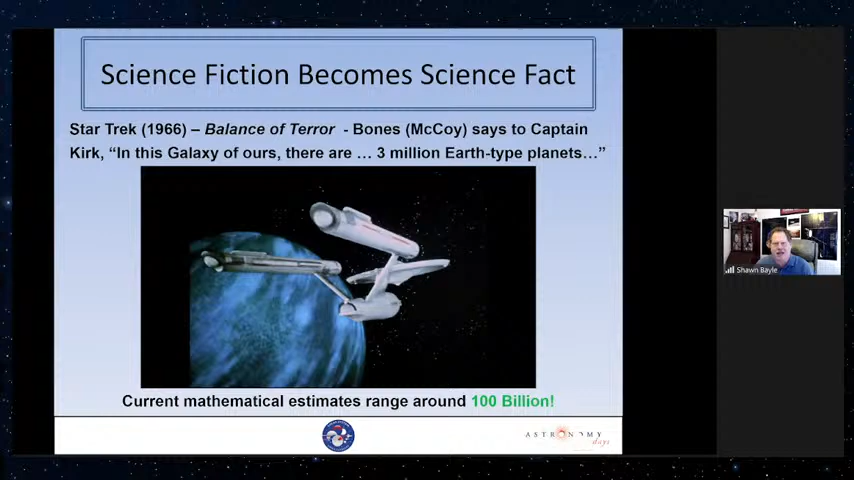 Science Fiction Becomes Science Fact
Star Trek (1966) – Balance of Terror - Bones (McCoy) says to Captain
Kirk, “In this Galaxy of ours, there are … 3 million Earth-type planets…”
Shawn Bayle
Current mathematical estimates range around 100 Billion!
ASTRONOMY
days